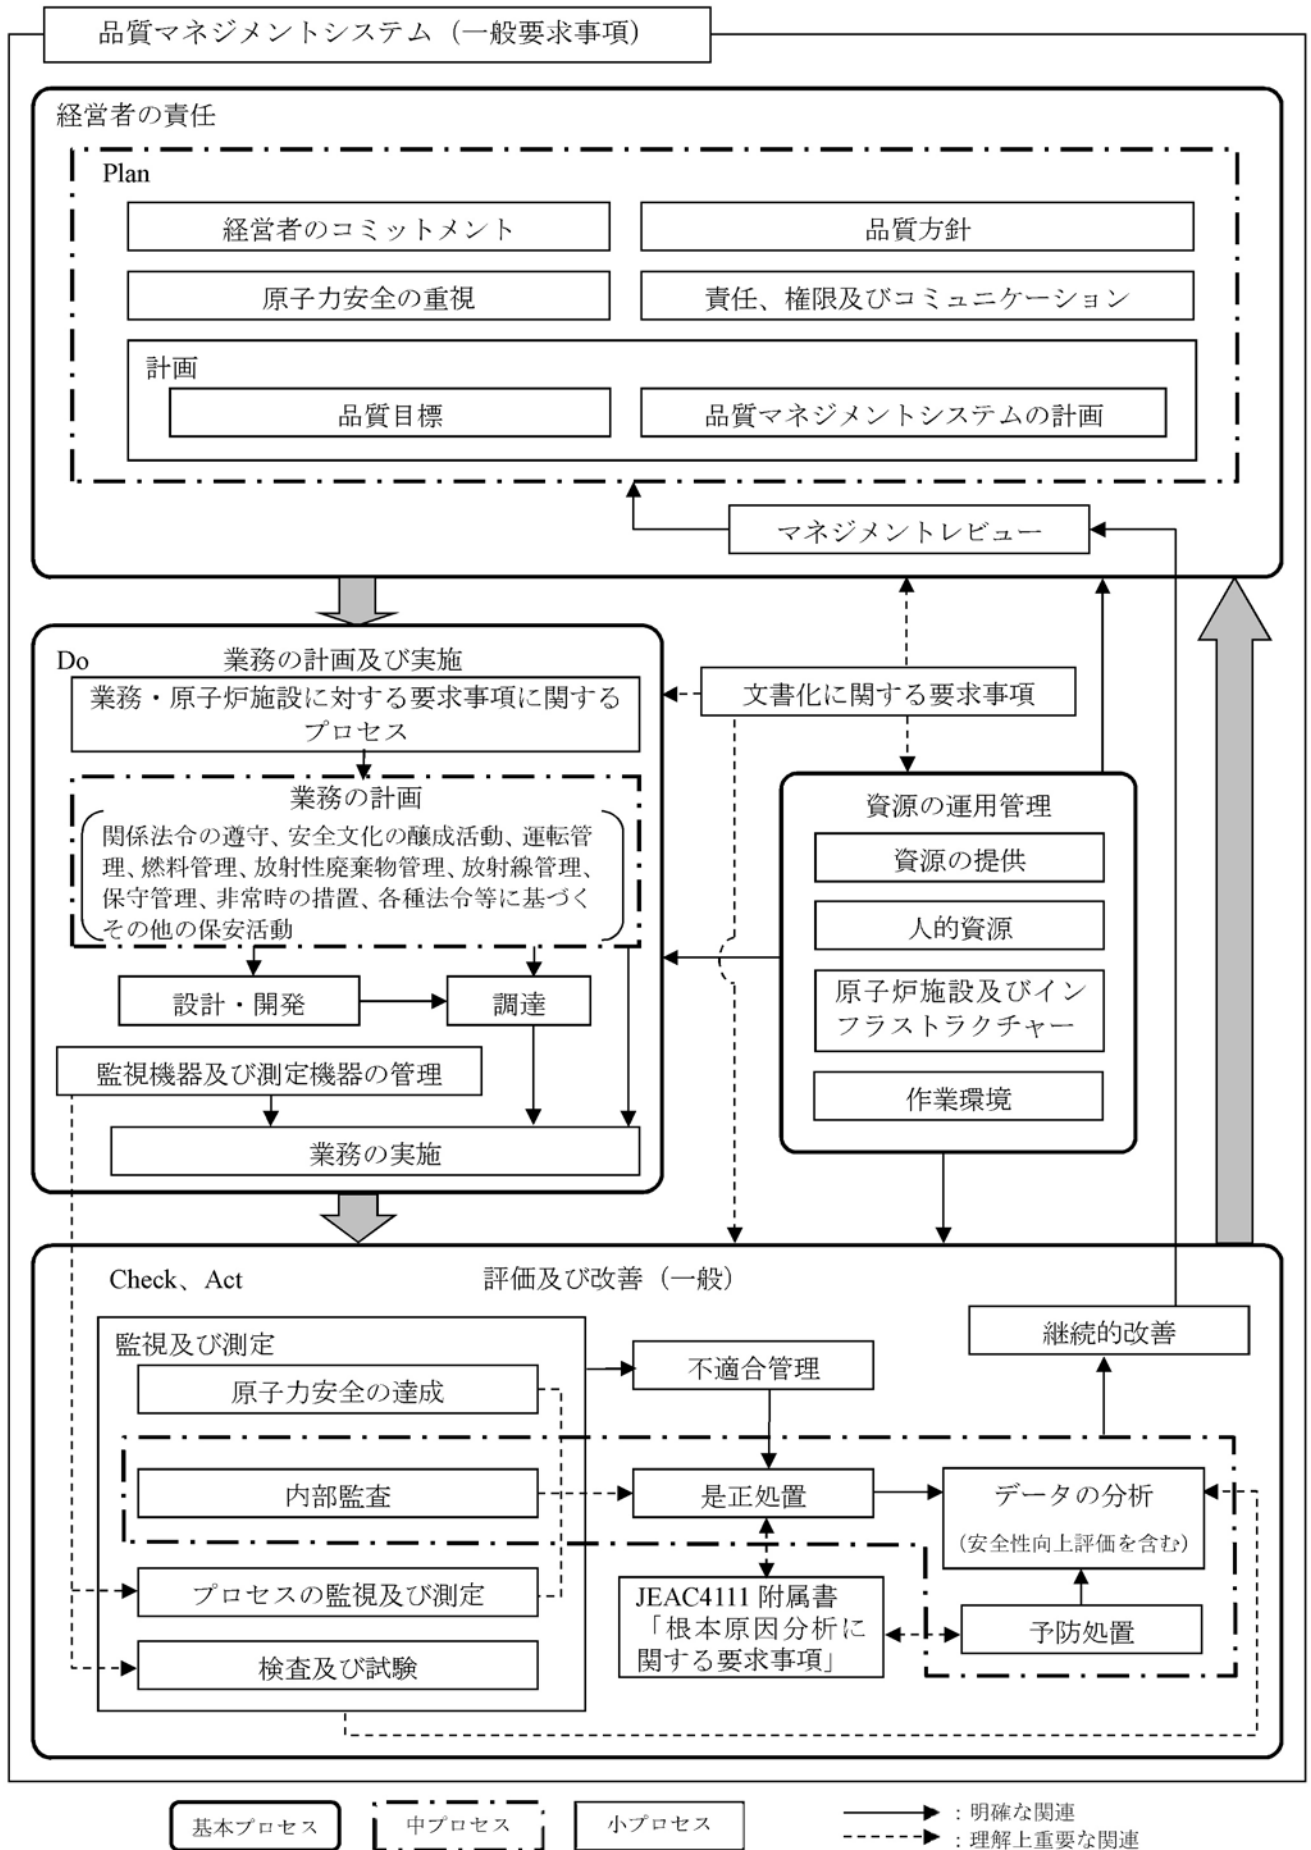 品質マネジメントシステム（一般要求事項）
経営者の責任
Plan
経営者のコミットメント
品質方針
原子力安全の重視
責任、権限及びコミュニケーション
計画
品質目標
品質マネジメントシステムの計画
マネジメントレビュー
Do
業務の計画及び実施
業務・原子炉施設に対する要求事項に関する
プロセス
業務の計画
関係法令の遵守、安全文化の醸成活動、運転管
理、燃料管理、放射性廃棄物管理、放射線管理、
保守管理、非常時の措置、各種法令等に基づく
その他の保安活動
設計・開発
調達
監視機器及び測定機器の管理
業務の実施
文書化に関する要求事項
資源の運用管理
資源の提供
人的資源
原子炉施設及びイン
フラストラクチャー
作業環境
Check、Act
評価及び改善（一般）
監視及び測定
原子力安全の達成
内部監査
プロセスの監視及び測定
検査及び試験
不適合管理
是正処置
JEAC4111 附属書
「根本原因分析に
関する要求事項」
継続的改善
データの分析
（安全性向上評価を含む）
予防処置
基本プロセス
中プロセス
小プロセス
：明確な関連
：理解上重要な関連